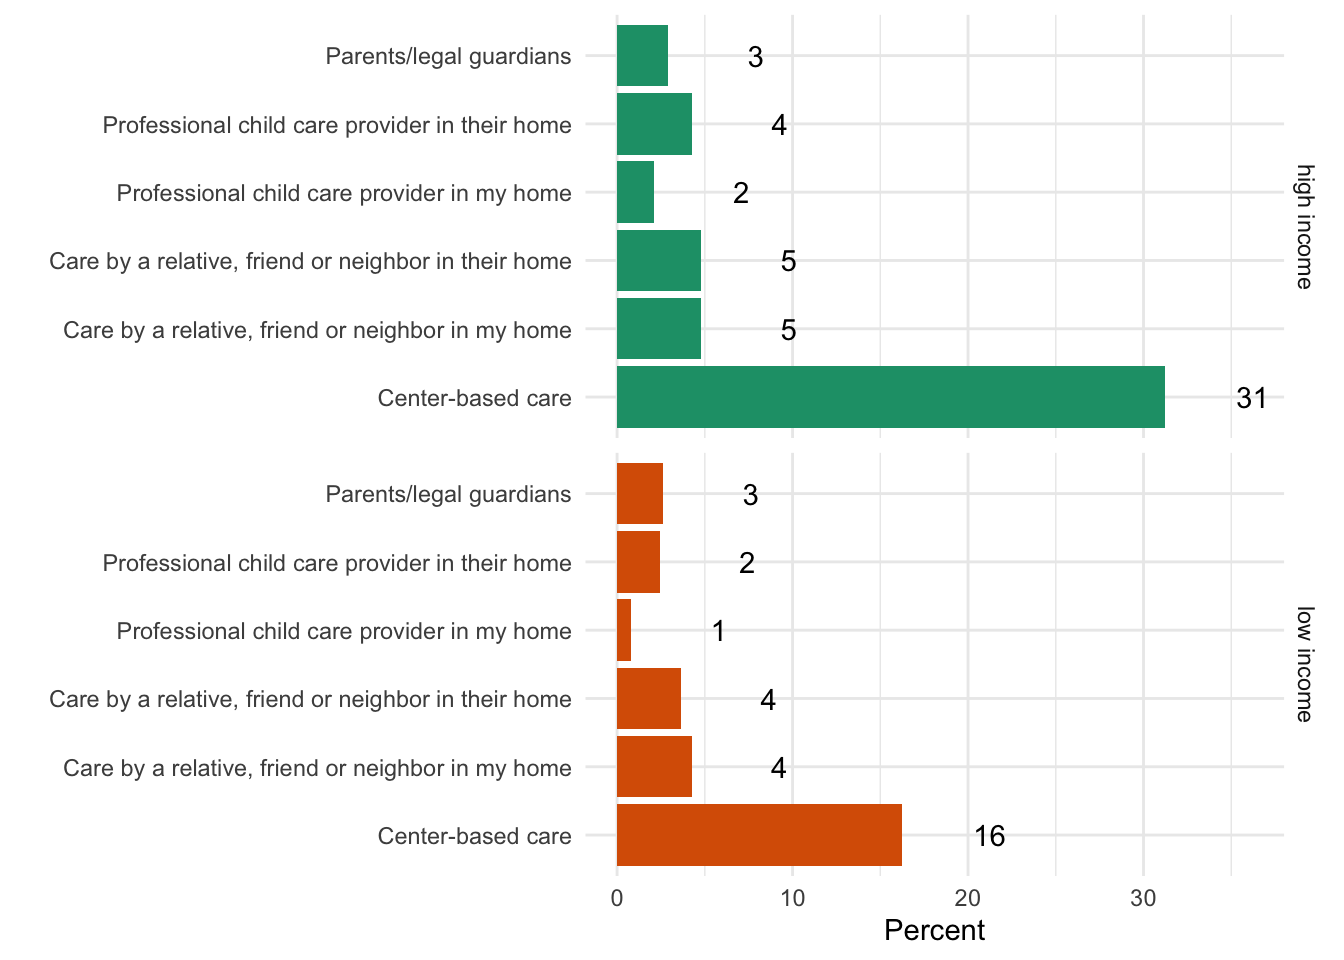 Parents/legal guardians 3
Professional child care provider in their home 4
Professional child care provider in my home 2
Care by a relative, friend or neighbor in their home 5
Care by a relative, friend or neighbor in my home 5
Center-based care 31
high income
Parents/legal guardians 3
Professional child care provider in their home 2
Professional child care provider in my home 1
Care by a relative, friend or neighbor in their home 4
Care by a relative, friend or neighbor in my home 4
Center-based care 16
low income
0 10 20 30
Percent